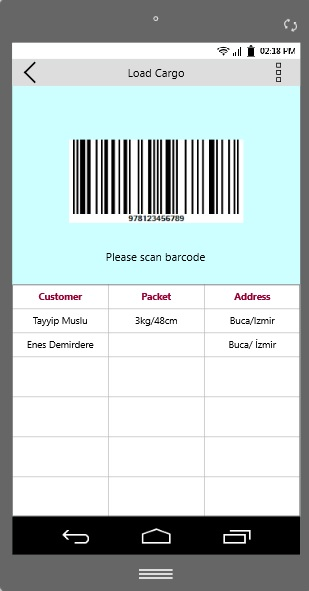 02:18 PM
Load Cargo
978123456789
Please scan barcode
Customer Packet Address
Tayyip Muslu 3kg/48cm Buca/Izmir
Enes Demirdere Buca/ İzmir